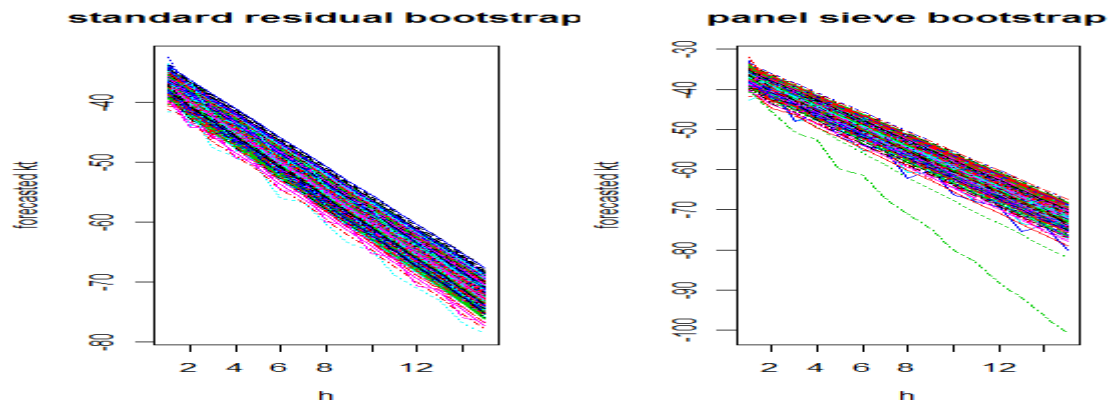 standard residual bootstrap
forecasted kt
-40
-50
-60
-70
-80
2 4 6 8 12
h
panel sieve bootstrap
forecasted kt
-30
-40
-50
-60
-70
-80
-90
-100
2 4 6 8 12
h